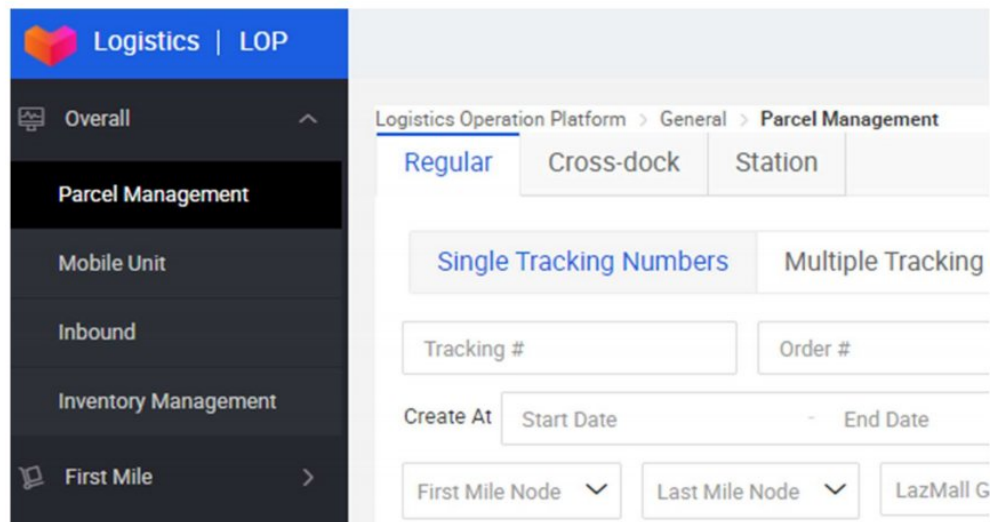 Logistics | LOP
Overall
Parcel Management
Mobile Unit
Inbound
Inventory Management
First Mile
Logistics Operation Platform > General > Parcel Management
Regular Cross-dock Station
Single Tracking Numbers Multiple Tracking
Tracking # Order #
Create At Start Date - End Date
First Mile Node Last Mile Node LazMall G